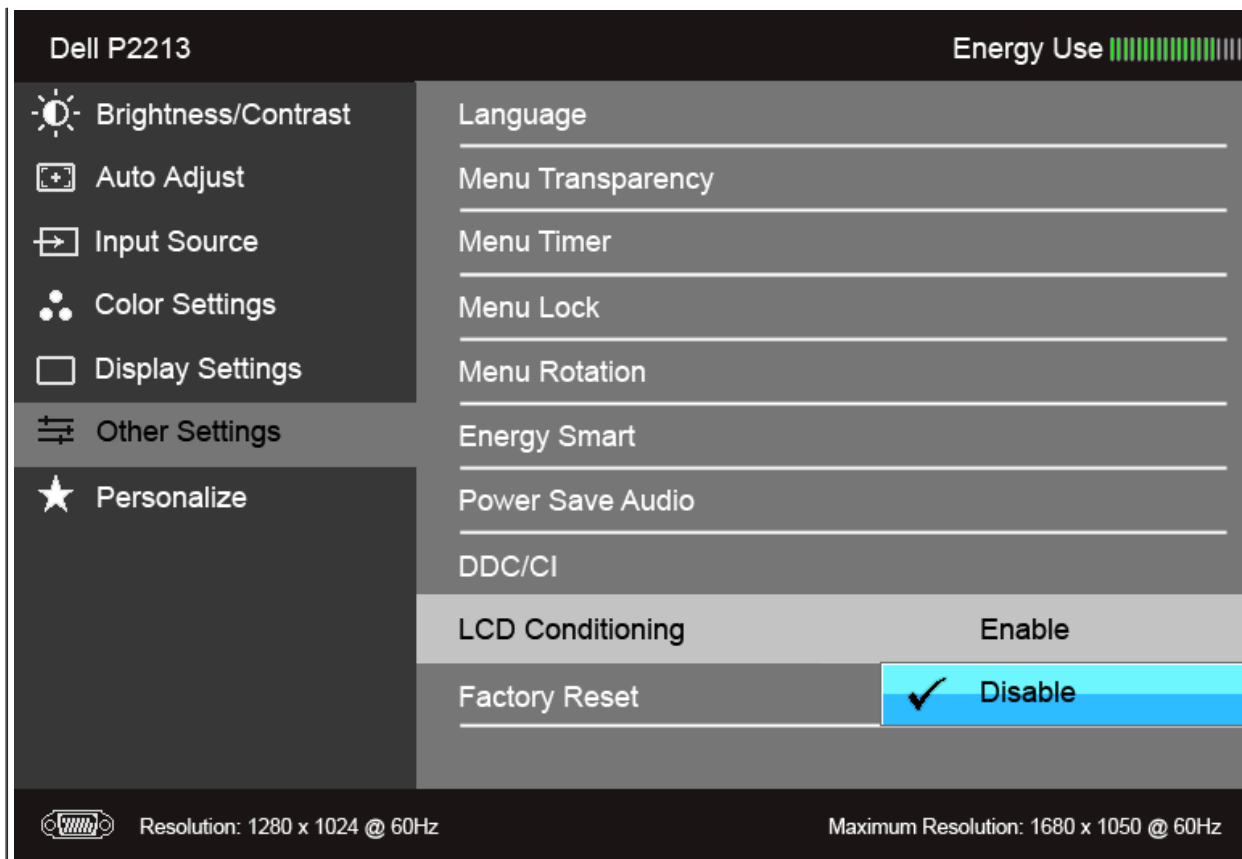 Dell P2213
Energy Use
Brightness/Contrast
Auto Adjust
Input Source
Color Settings
Display Settings
Other Settings
Personalize
Language
Menu Transparency
Menu Timer
Menu Lock
Menu Rotation
Energy Smart
Power Save Audio
DDC/CI
LCD Conditioning
Enable
Disable
Factory Reset
Resolution: 1280 x 1024 @ 60Hz
Maximum Resolution: 1680 x 1050 @ 60Hz